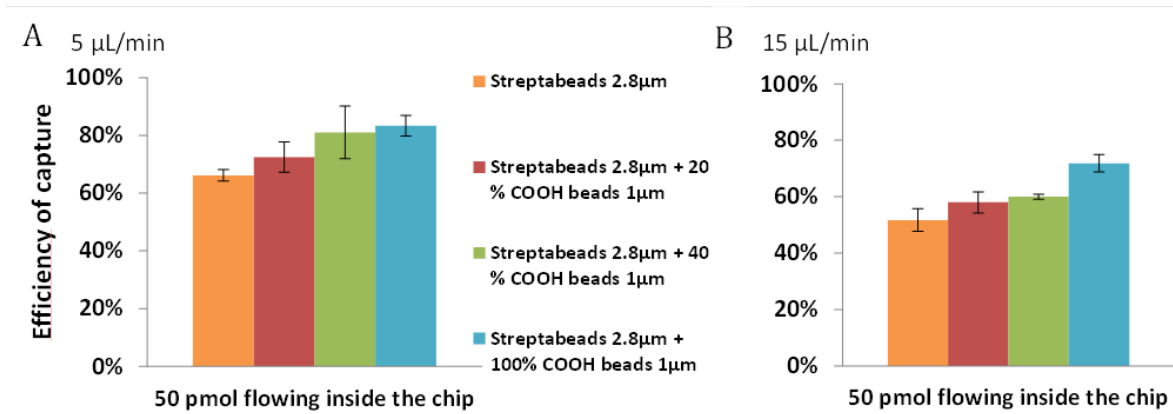 A 5 µL/min
Efficiency of capture
100%
80%
60%
40%
20%
0%
50 pmol flowing inside the chip
Streptabeads 2.8µm
Streptabeads 2.8µm + 20
% COOH beads 1µm
Streptabeads 2.8µm + 40
% COOH beads 1µm
Streptabeads 2.8µm +
100% COOH beads 1µm
B 15 µL/min
100%
80%
60%
40%
20%
0%
50 pmol flowing inside the chip